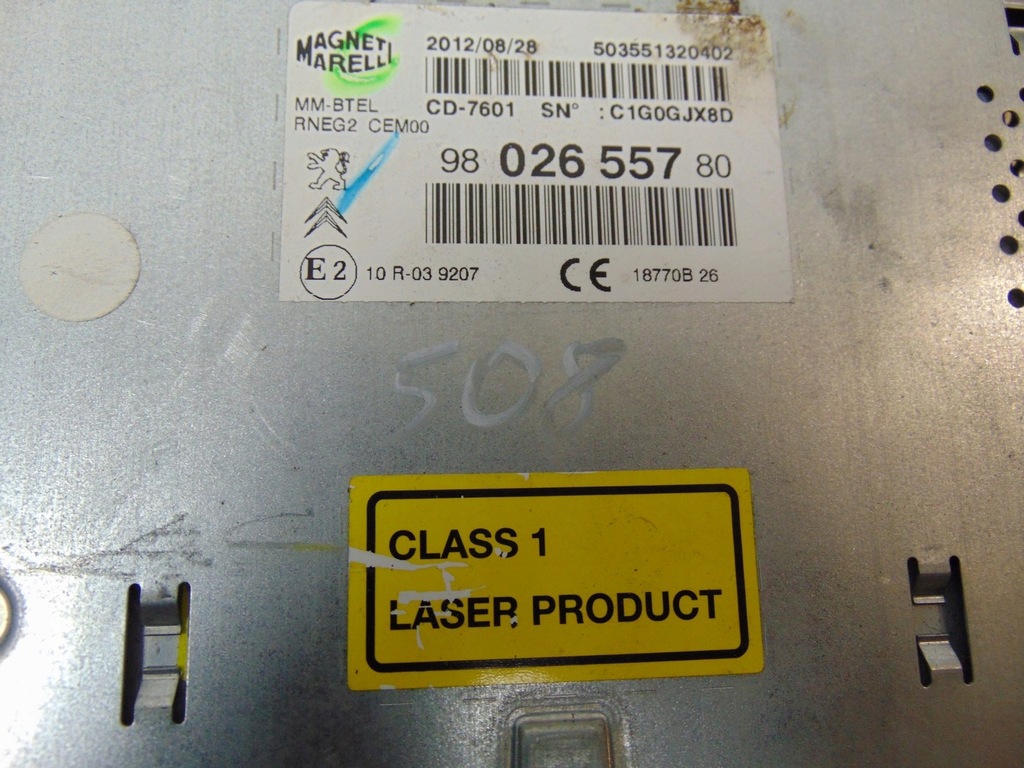 MAGNETI
MARELLI
2012/08/28 503551320402
MM-BTEL
RNEG2 CEM00
CD-7601 SN° : C1G0GJX8D
98 026 557 80
E2 10 R-03 9207 CE 18770B 26
508
CLASS 1
LASER PRODUCT